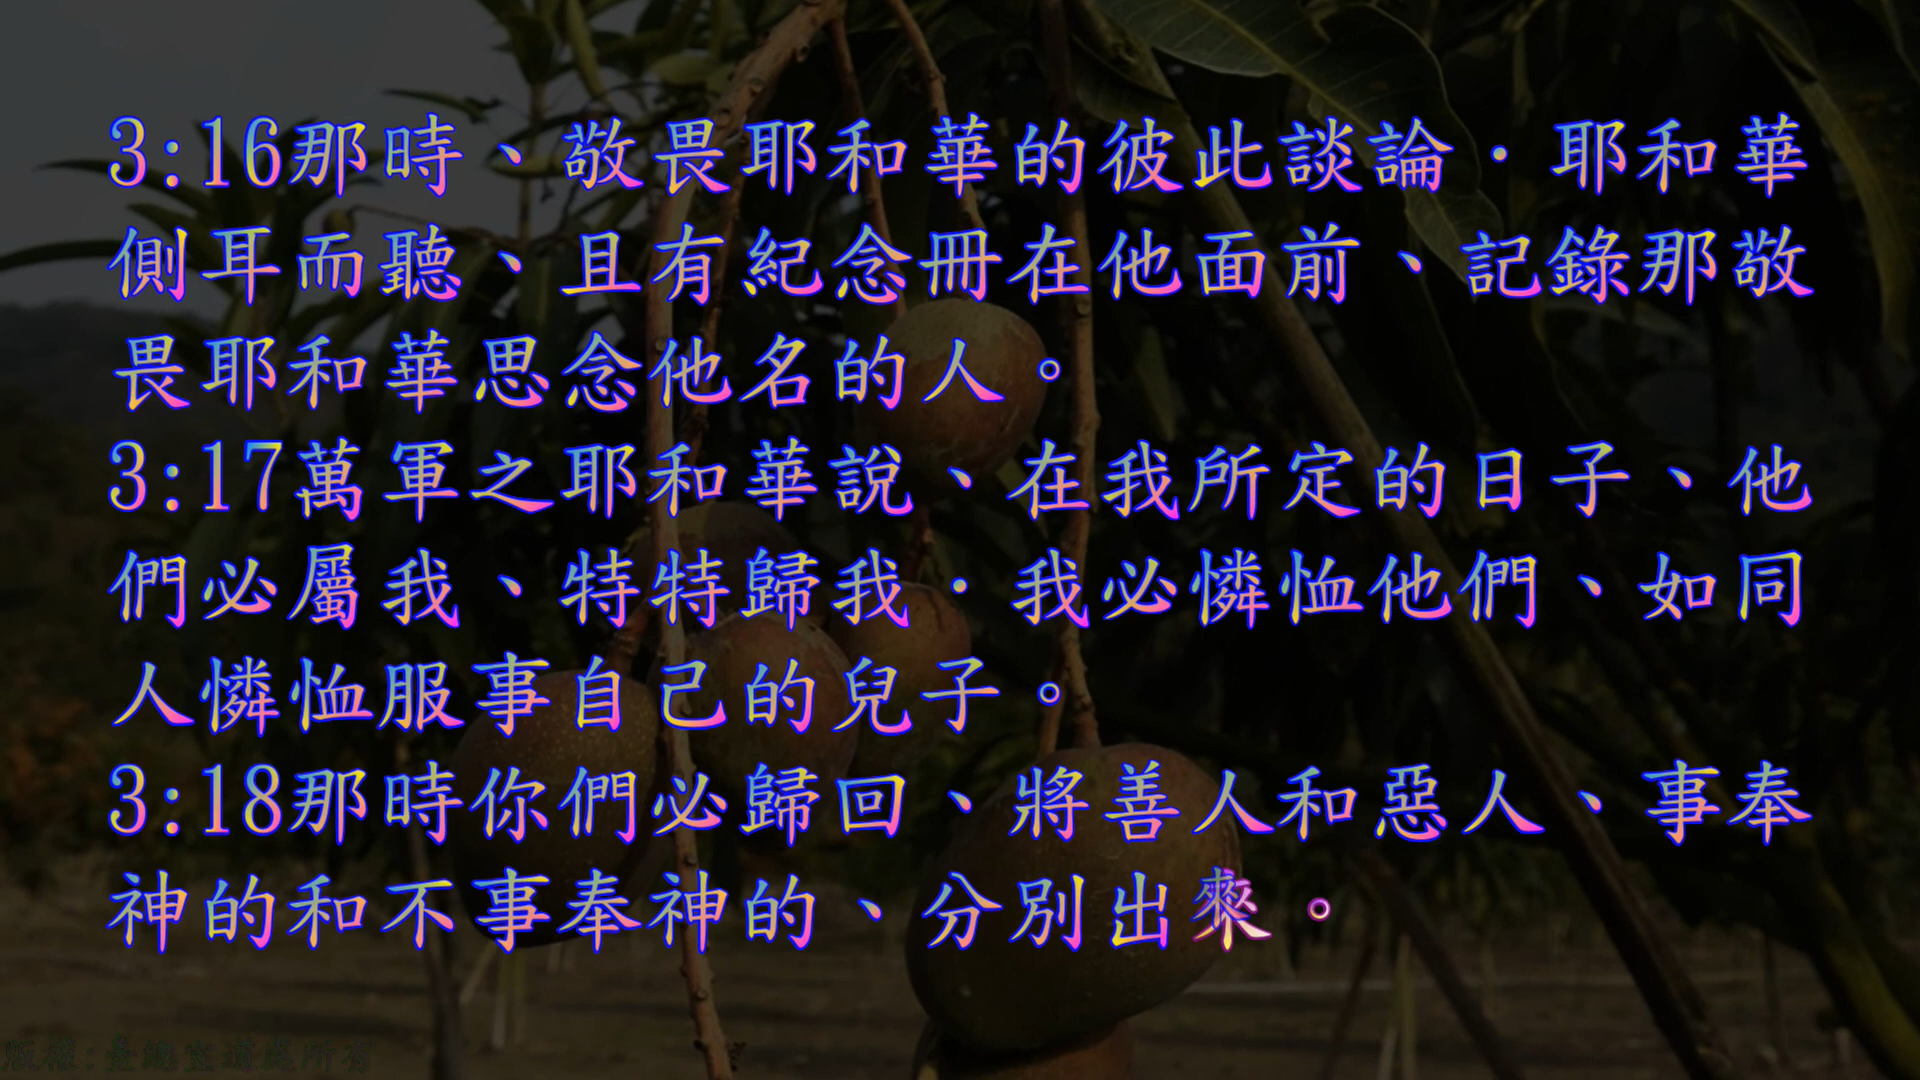 3:16那時、敬畏耶和華的彼此談論．耶和華
側耳而聽、且有紀念冊在他面前、記錄那敬
畏耶和華思念他名的人。
3:17萬軍之耶和華說、在我所定的日子、他
們必屬我、特特歸我．我必憐恤他們、如同
人憐恤服事自己的兒子。
3:18那時你們必歸回、將善人和惡人、事奉
神的和不事奉神的、分別出來。